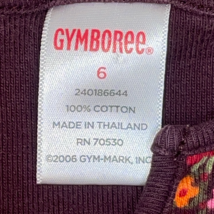 GYMBOREE®
6
240186644
100% COTTON
MADE IN THAILAND
RN 70530
©2006 GYM-MARK, INC